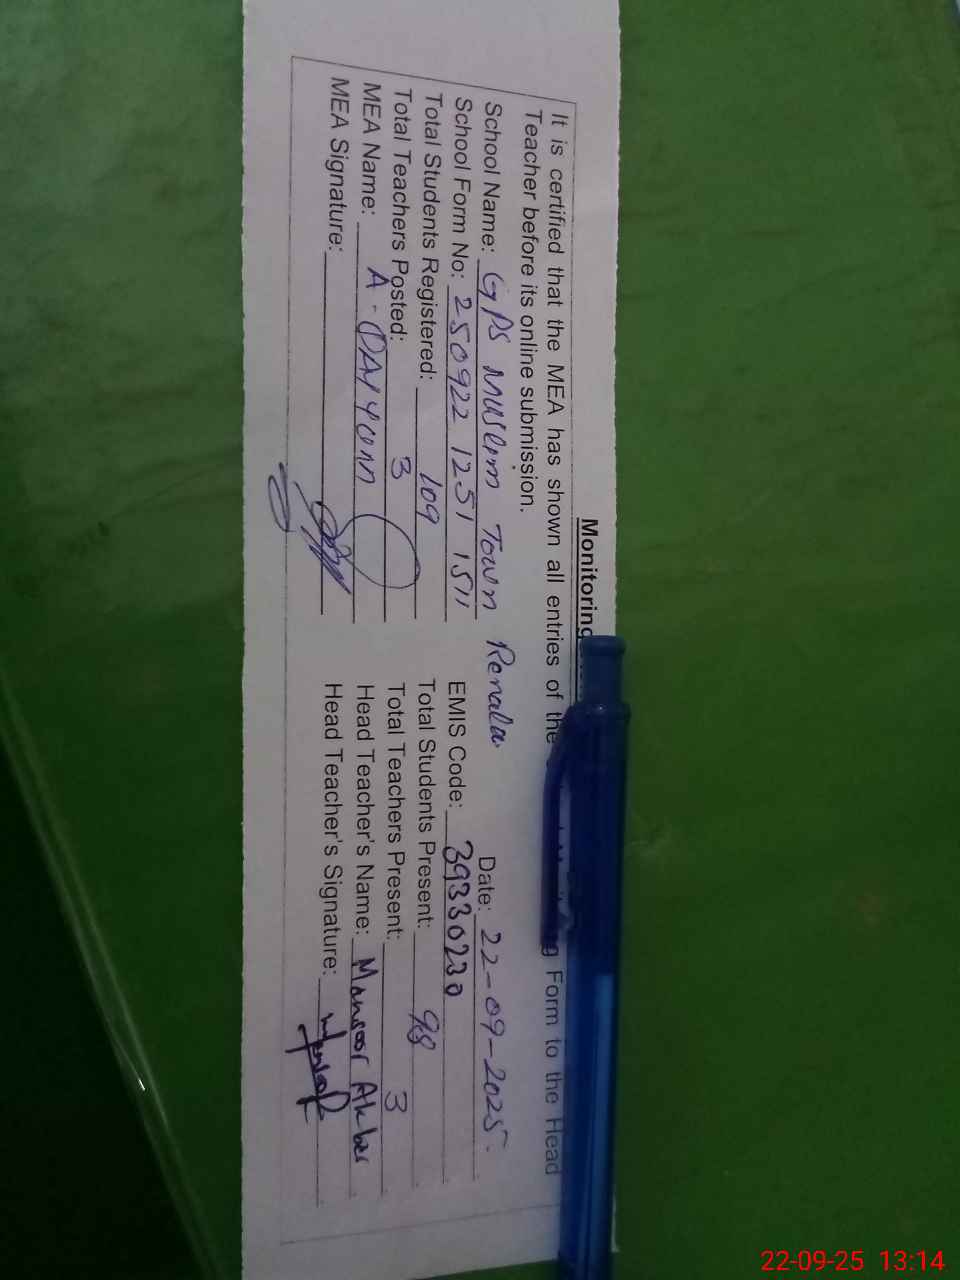 Monitoring
It is certified that the MEA has shown all entries of the Form to the Head
Teacher before its online submission.
School Name: GPS Muslim Town Renala Date: 22-09-2025
School Form No: 250922 1251 1511 EMIS Code: 39330230
Total Students Registered: 109 Total Students Present: 98
Total Teachers Posted: 3 Total Teachers Present: 3
MEA Name: A- Head Teacher's Name: Mansoor Akber
MEA Signature: Head Teacher's Signature:
22-09-25 13:14